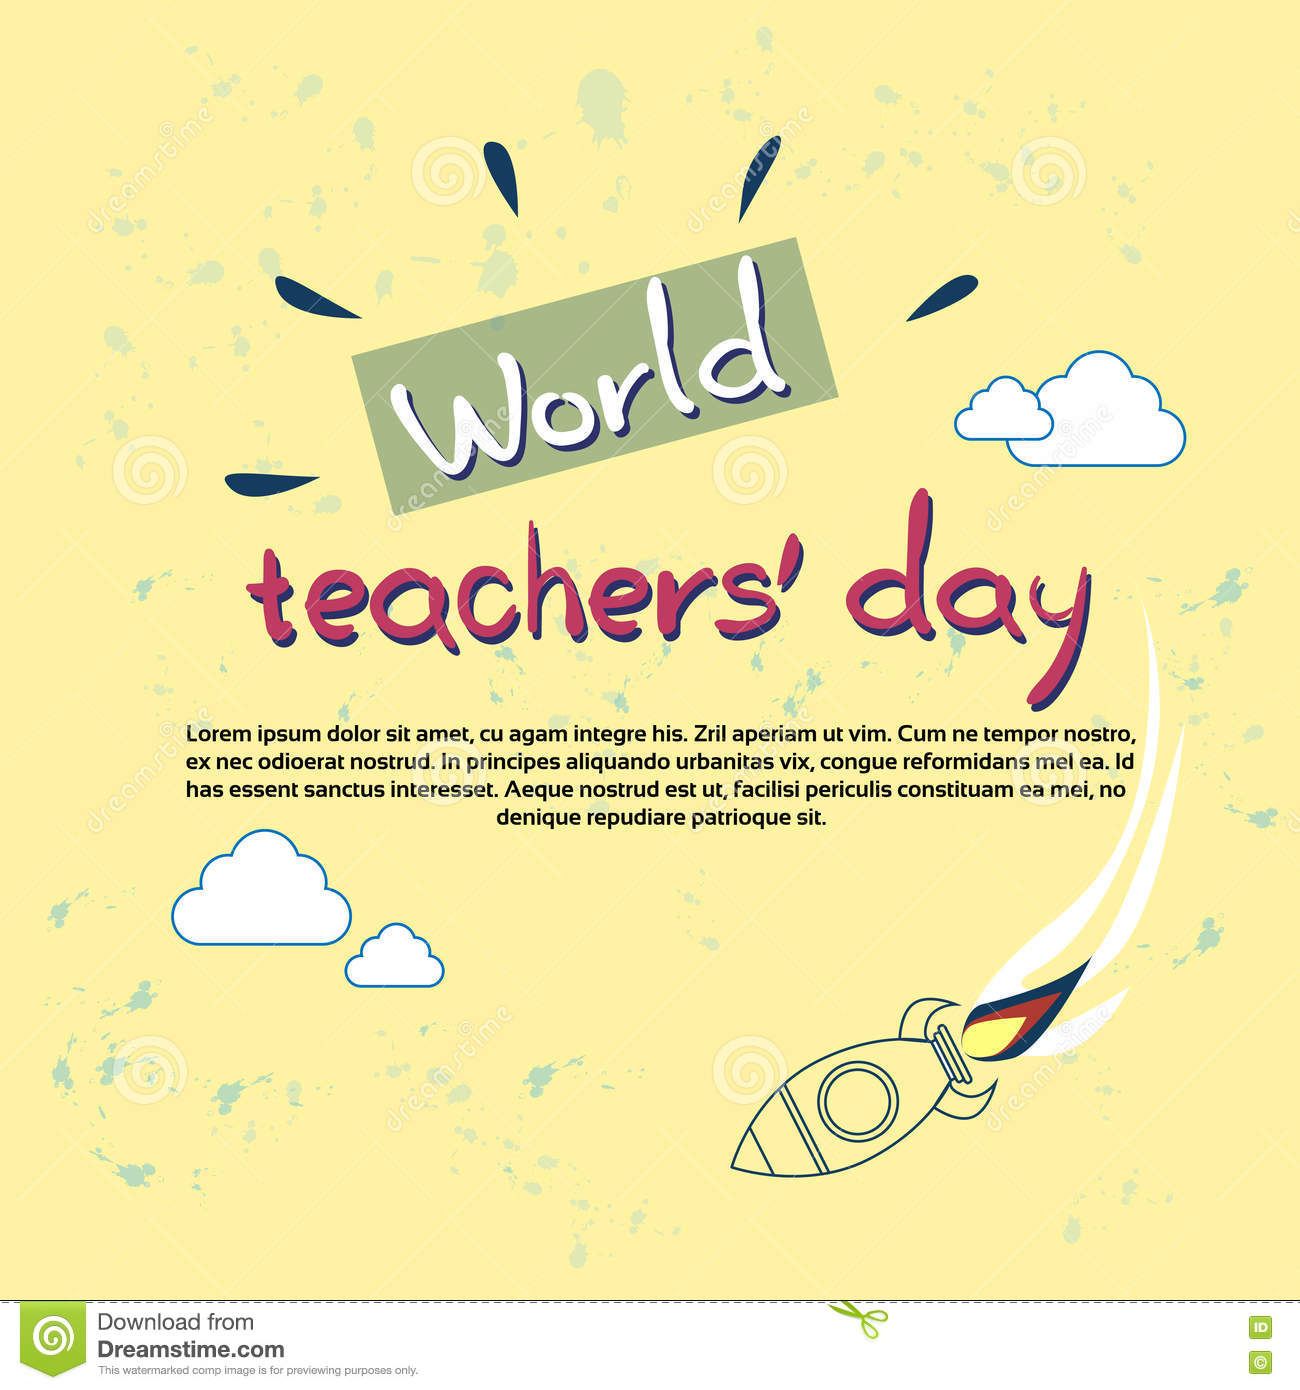 World
teachers' day
Lorem ipsum dolor sit amet, cu agam integre his. Zril aperiam ut vim. Cum ne tempor nostro,
ex nec odioerat nostrud. In principes aliquando urbanitas vix, congue reformidans mel ea. Id
has essent sanctus interesset. Aeque nostrud est ut, facilisi periculis constituam ea mei, no
denique repudiare patrioque sit.
Download from
Dreamstime.com
This watermarked comp image is for previewing purposes only.
ID
©